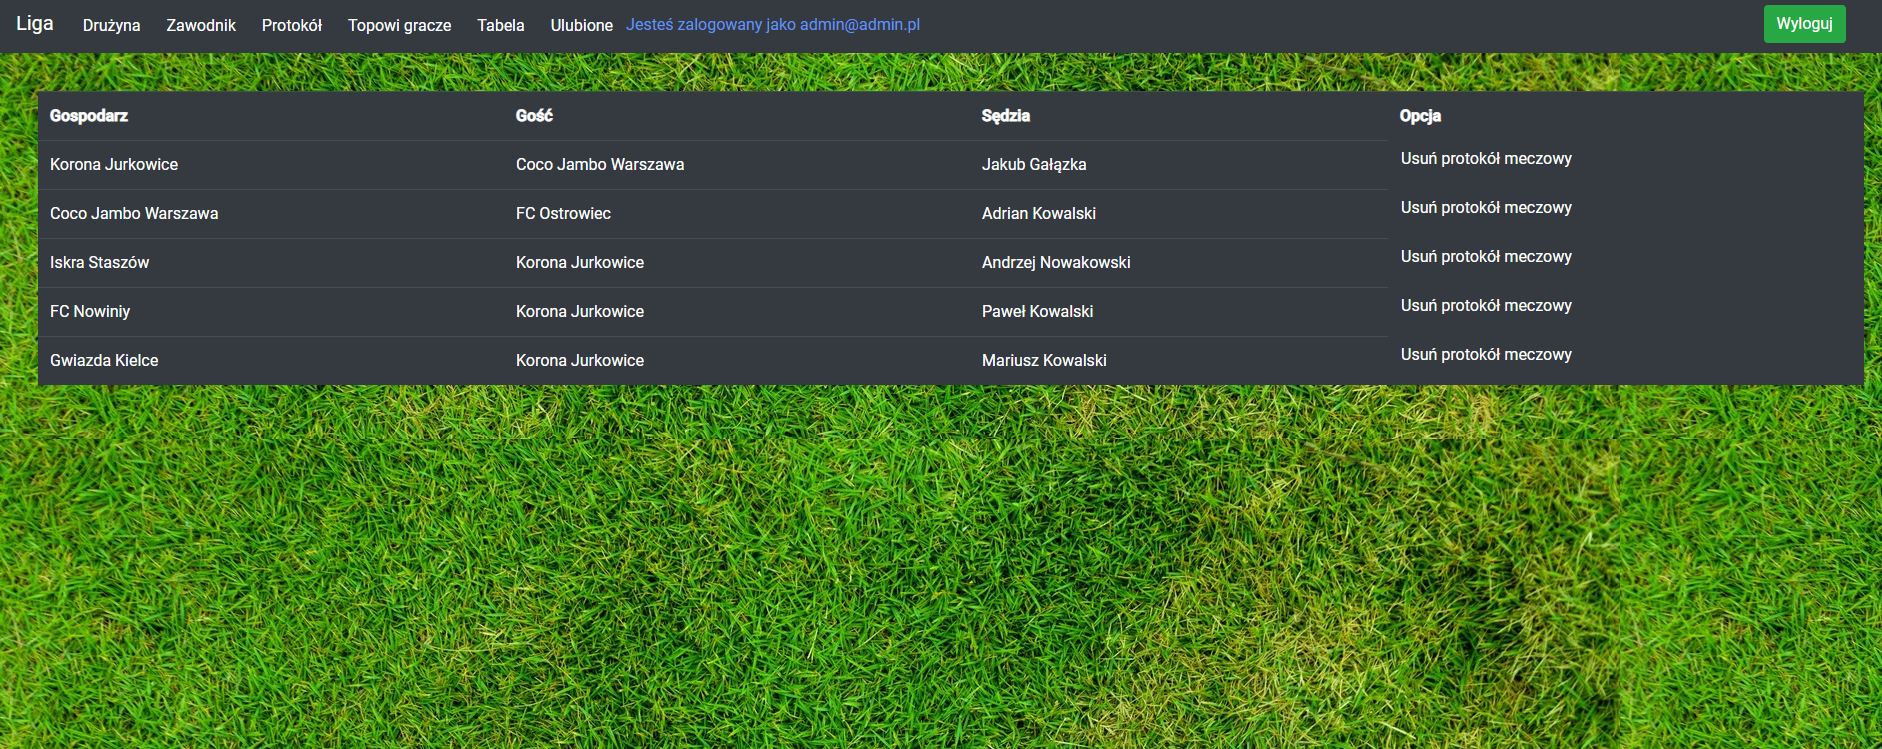 Liga Drużyna Zawodnik Protokół Topowi gracze Tabela Ulubione Jesteś zalogowany jako admin@admin.pl Wyloguj
Gospodarz Gość Sędzia Opcja
Korona Jurkowice Coco Jambo Warszawa Jakub Gałązka Usuń protokół meczowy
Coco Jambo Warszawa FC Ostrowiec Adrian Kowalski Usuń protokół meczowy
Iskra Staszów Korona Jurkowice Andrzej Nowakowski Usuń protokół meczowy
FC Nowiniy Korona Jurkowice Paweł Kowalski Usuń protokół meczowy
Gwiazda Kielce Korona Jurkowice Mariusz Kowalski Usuń protokół meczowy